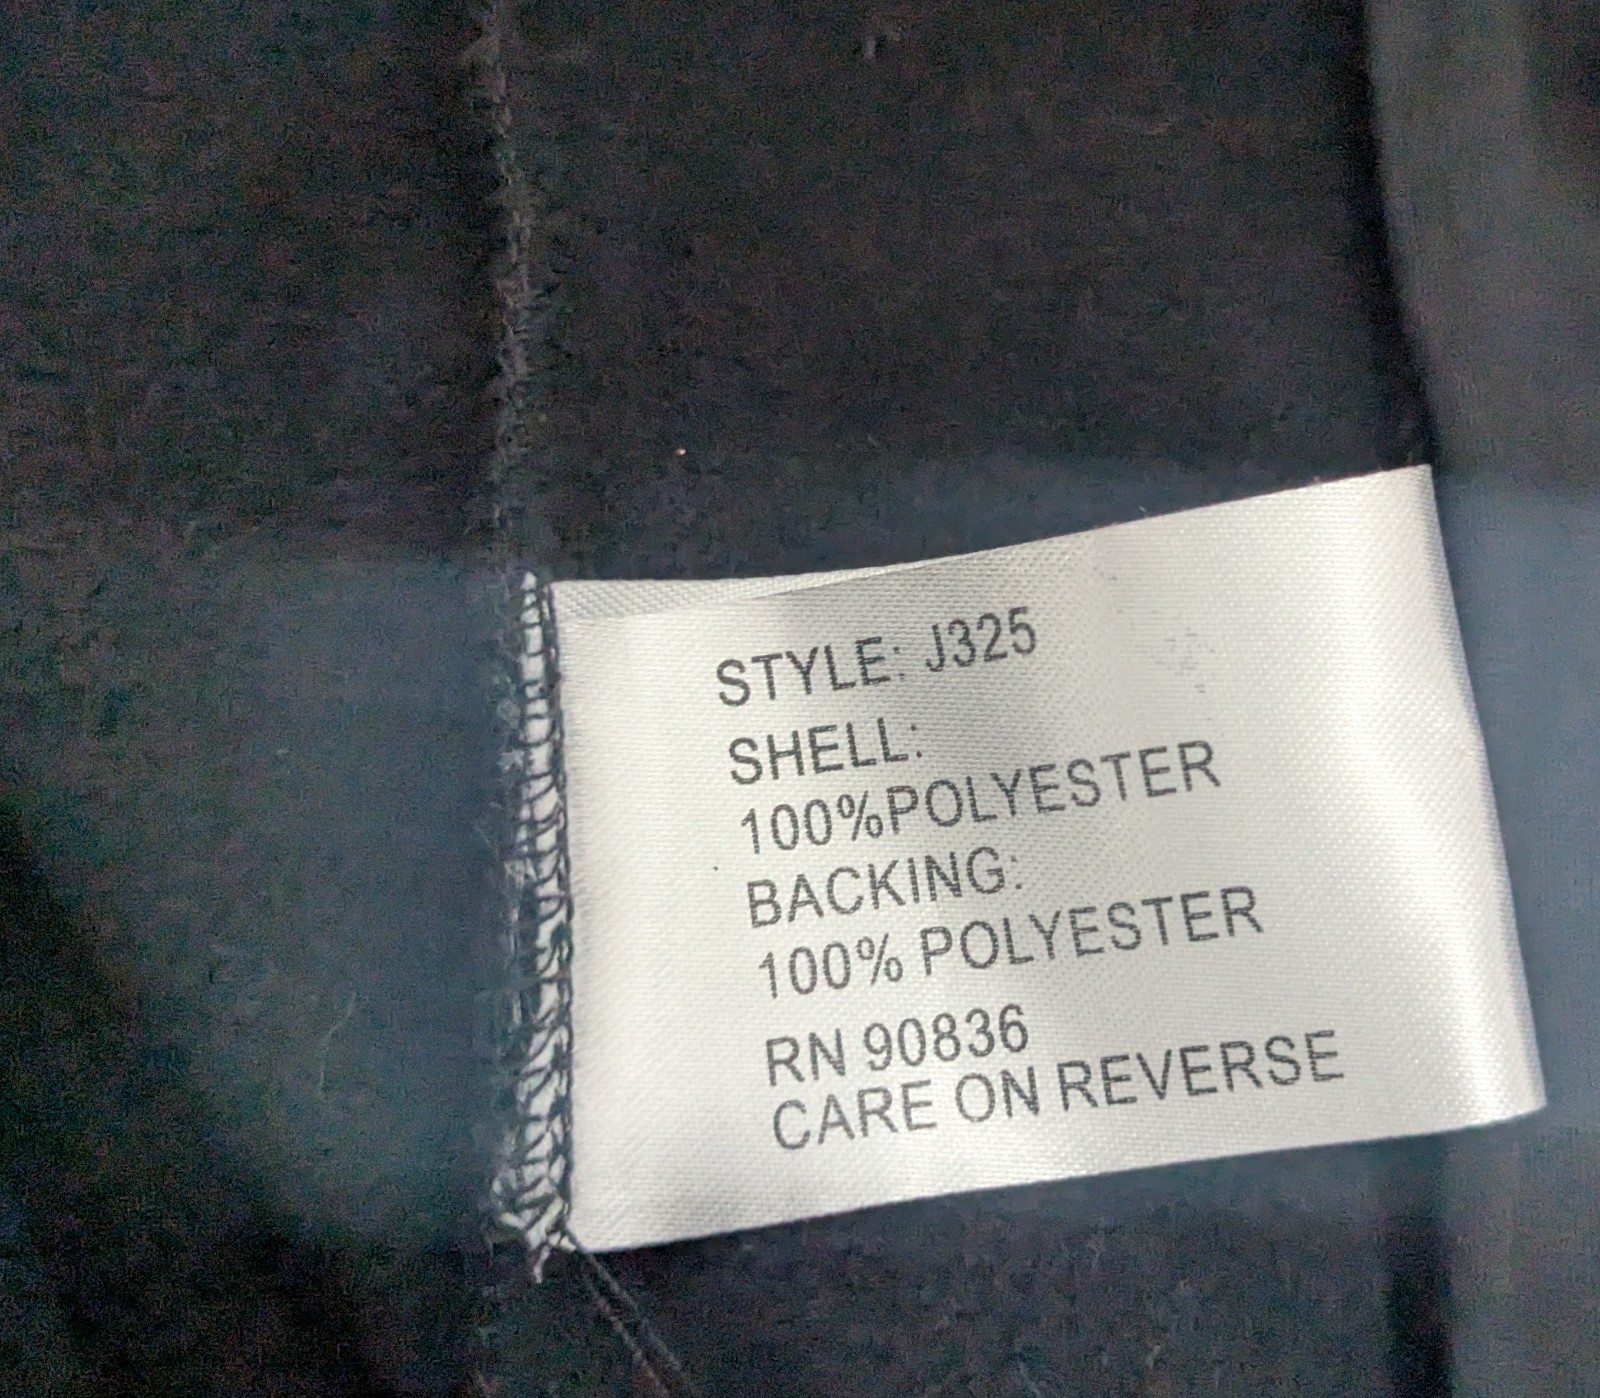 STYLE: J325
SHELL:
100%POLYESTER
BACKING:
100% POLYESTER
RN 90836
CARE ON REVERSE